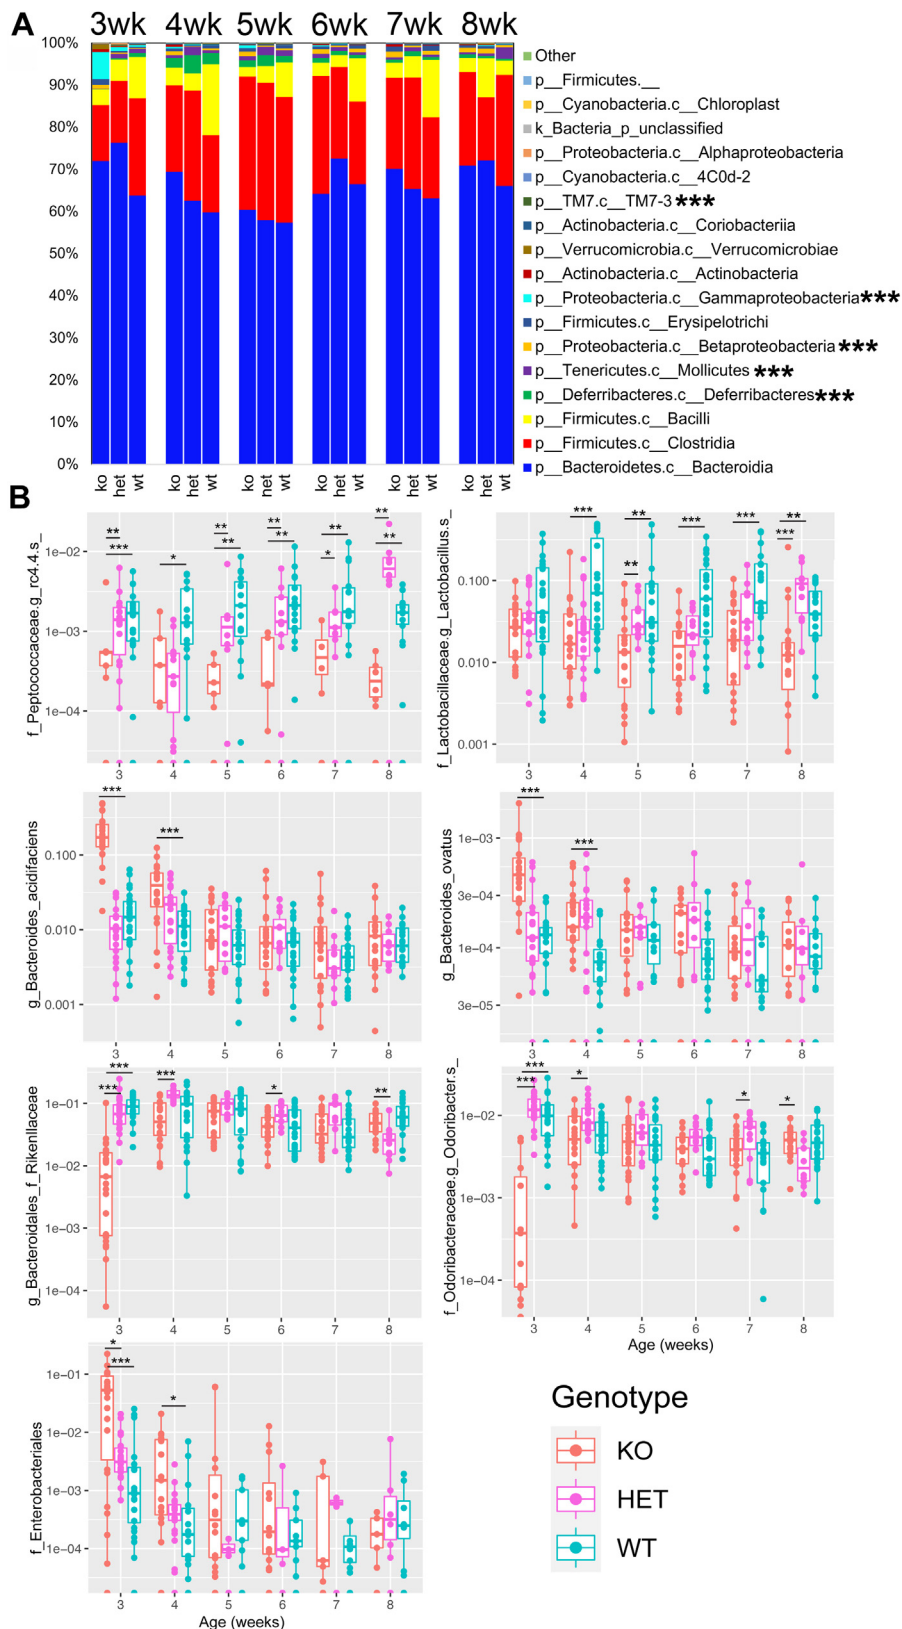 A
3wk 4wk 5wk 6wk 7wk 8wk
100%
90%
80%
70%
60%
50%
40%
30%
20%
10%
0%
ko het wt ko het wt ko het wt ko het wt ko het wt ko het wt
Other
p__Firmicutes.__
p__Cyanobacteria.c__Chloroplast
k_Bacteria_p_unclassified
p__Proteobacteria.c__Alphaproteobacteria
p__Cyanobacteria.c__4C0d-2
p__TM7.c__TM7-3 ***
p__Actinobacteria.c__Coriobacteriia
p__Verrucomicrobia.c__Verrucomicrobiae
p__Actinobacteria.c__Actinobacteria
p__Proteobacteria.c__Gammaproteobacteria***
p__Firmicutes.c__Erysipelotrichi
p__Proteobacteria.c__Betaproteobacteria ***
p__Tenericutes.c__Mollicutes ***
p__Deferribacteres.c__Deferribacteres***
p__Firmicutes.c__Bacilli
p__Firmicutes.c__Clostridia
p__Bacteroidetes.c__Bacteroidia
B
f_Peptococcaceae.g_rc4.4.s_
1e-02
1e-03
1e-04
** *** * ** ** ** ** ** * ** **
3 4 5 6 7 8
f_Lactobacillaceae.g_Lactobacillus.s_
0.100
0.010
0.001
*** ** ** *** *** ** ***
3 4 5 6 7 8
g_Bacteroides_acidifaciens
0.100
0.010
0.001
*** ***
3 4 5 6 7 8
g_Bacteroides_ovatus
1e-03
3e-04
1e-04
3e-05
*** ***
3 4 5 6 7 8
g_Bacteroidales_f_Rikenllaceae
1e-01
1e-02
1e-03
1e-04
*** *** *** * **
3 4 5 6 7 8
f_Odoribacteraceae.g_Odoribacter.s_
1e-02
1e-03
1e-04
*** *** * * *
3 4 5 6 7 8
Age (weeks)
f_Enterobacteriales
1e-01
1e-02
1e-03
1e-04
* *** *
3 4 5 6 7 8
Age (weeks)
Genotype
KO
HET
WT